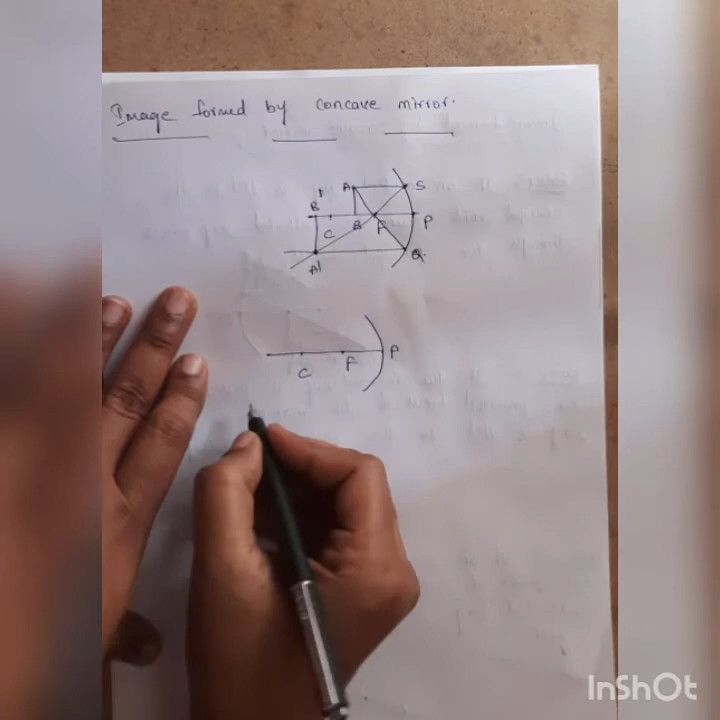 Image formed by concave mirror.
A S
B'
C B F P
A' Q.
C F P
InShOt